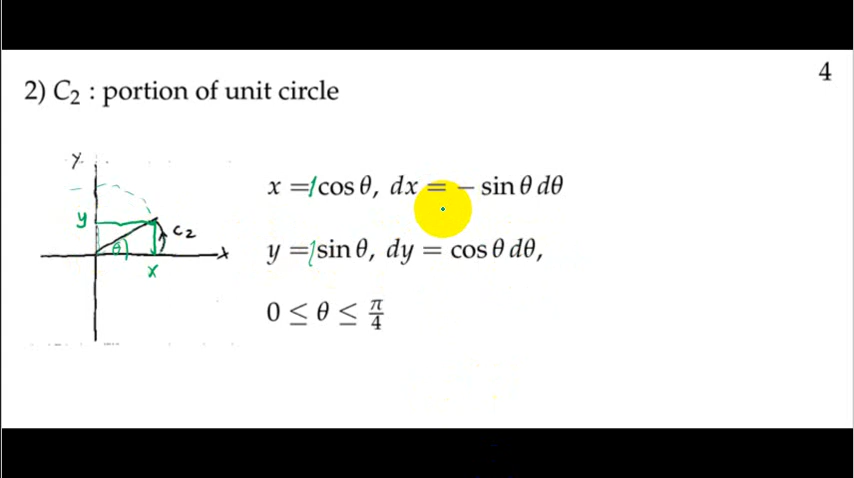 4
2) C₂ : portion of unit circle
y
x = 1 cos θ, dx = − sin θ dθ
y
C2
θ
x
x
y = 1 sin θ, dy = cos θ dθ,
0 ≤ θ ≤ π/4